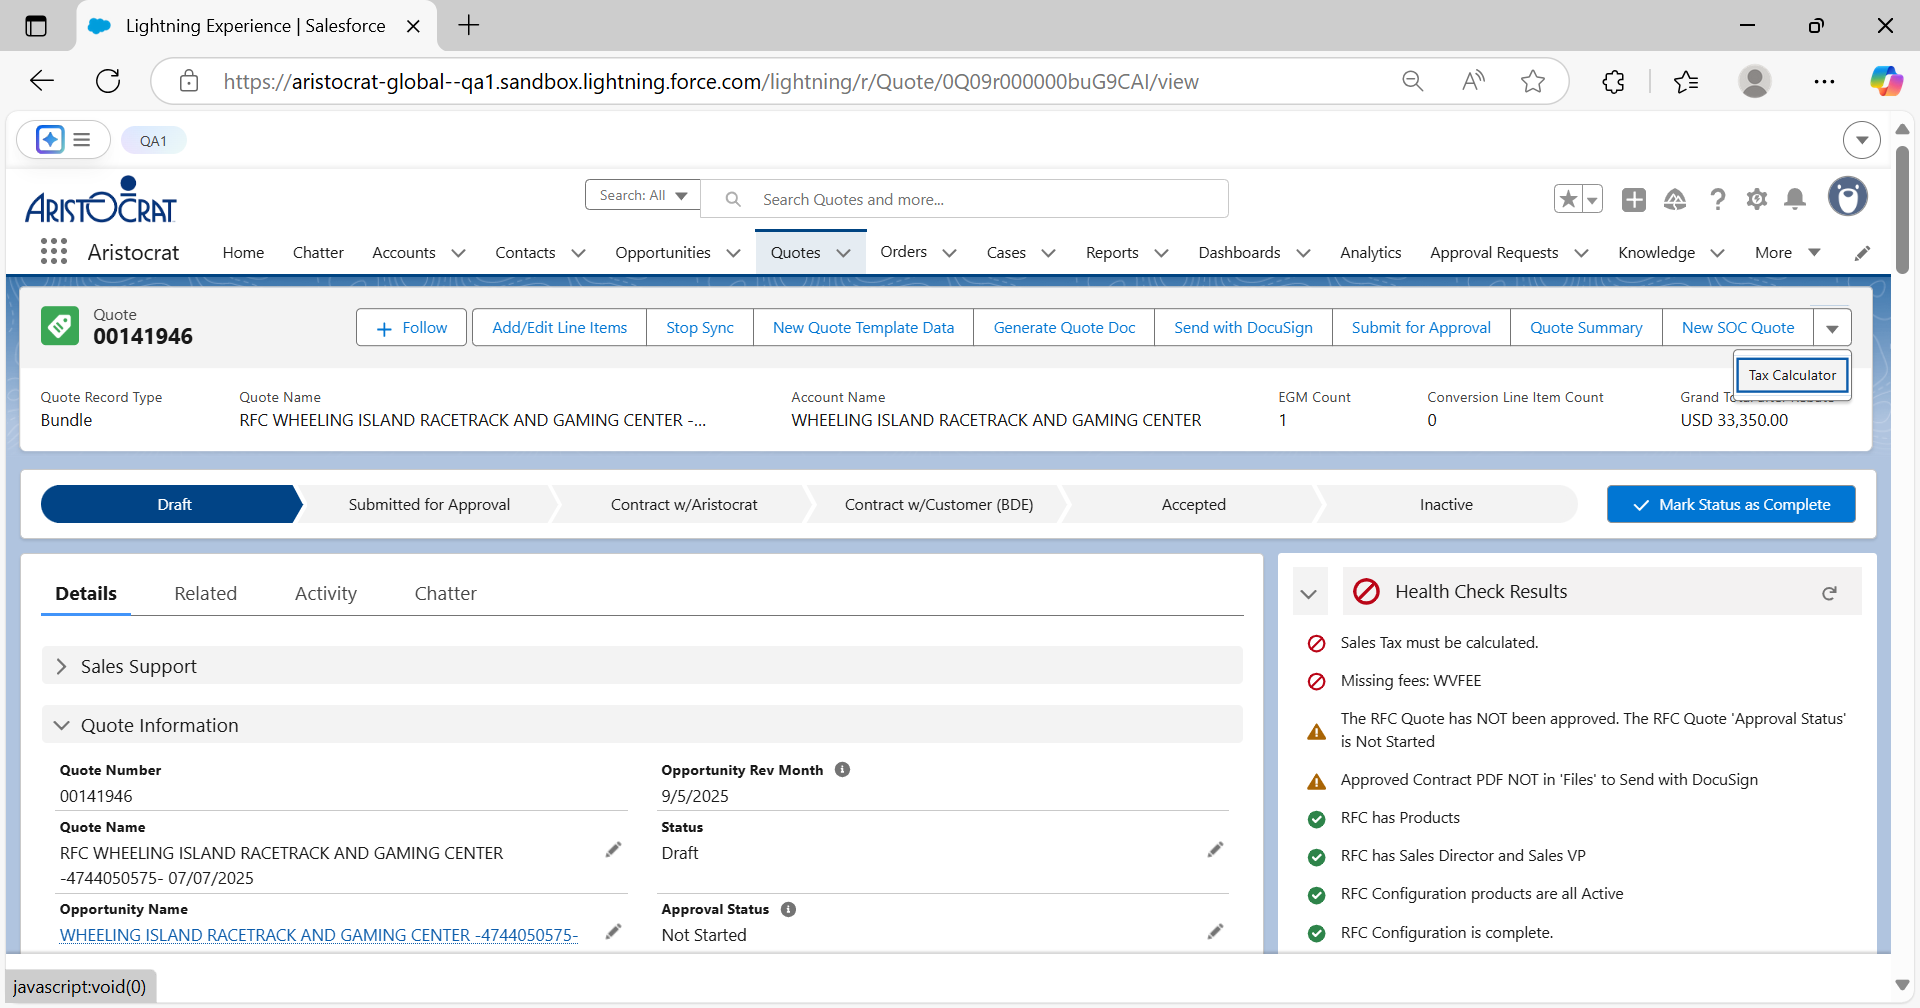 Lightning Experience | Salesforce
https://aristocrat-global--qa1.sandbox.lightning.force.com/lightning/r/Quote/0Q09r000000buG9CAI/view
QA1
ARISTOCRAT
Search: All
Search Quotes and more...
Aristocrat
Home
Chatter
Accounts
Contacts
Opportunities
Quotes
Orders
Cases
Reports
Dashboards
Analytics
Approval Requests
Knowledge
More
Quote
00141946
Follow
Add/Edit Line Items
Stop Sync
New Quote Template Data
Generate Quote Doc
Send with DocuSign
Submit for Approval
Quote Summary
New SOC Quote
Tax Calculator
Quote Record Type
Bundle
Quote Name
RFC WHEELING ISLAND RACETRACK AND GAMING CENTER -...
Account Name
WHEELING ISLAND RACETRACK AND GAMING CENTER
EGM Count
1
Conversion Line Item Count
0
Grand
USD 33,350.00
Draft
Submitted for Approval
Contract w/Aristocrat
Contract w/Customer (BDE)
Accepted
Inactive
Mark Status as Complete
Details
Related
Activity
Chatter
Sales Support
Quote Information
Quote Number
00141946
Opportunity Rev Month
9/5/2025
Quote Name
RFC WHEELING ISLAND RACETRACK AND GAMING CENTER
-4744050575- 07/07/2025
Status
Draft
Opportunity Name
WHEELING ISLAND RACETRACK AND GAMING CENTER -4744050575-
Approval Status
Not Started
Health Check Results
Sales Tax must be calculated.
Missing fees: WVFEE
The RFC Quote has NOT been approved. The RFC Quote 'Approval Status'
is Not Started
Approved Contract PDF NOT in 'Files' to Send with DocuSign
RFC has Products
RFC has Sales Director and Sales VP
RFC Configuration products are all Active
RFC Configuration is complete.
javascript:void(0)